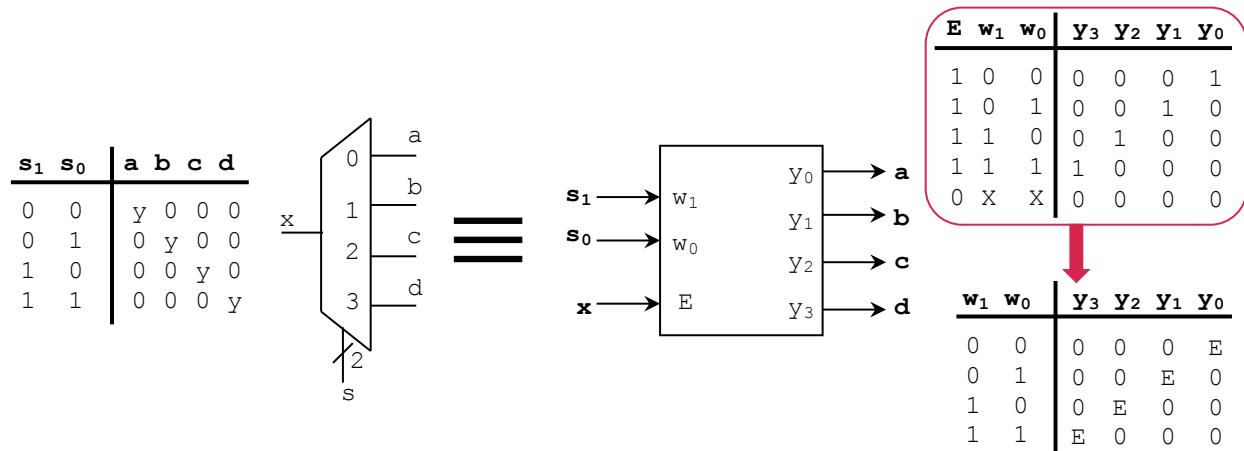 s₁ s₀ a b c d
0 0 y 0 0 0
0 1 0 y 0 0
1 0 0 0 y 0
1 1 0 0 0 y
x
0
1
2
3
a
b
c
d
2
s
s₁
s₀
x
w₁
w₀
E
y₀
y₁
y₂
y₃
a
b
c
d
E w₁ w₀ y₃ y₂ y₁ y₀
1 0 0 0 0 0 1
1 0 1 0 0 1 0
1 1 0 0 1 0 0
1 1 1 1 0 0 0
0 X X 0 0 0 0
w₁ w₀ y₃ y₂ y₁ y₀
0 0 0 0 0 E
0 1 0 0 E 0
1 0 0 E 0 0
1 1 E 0 0 0